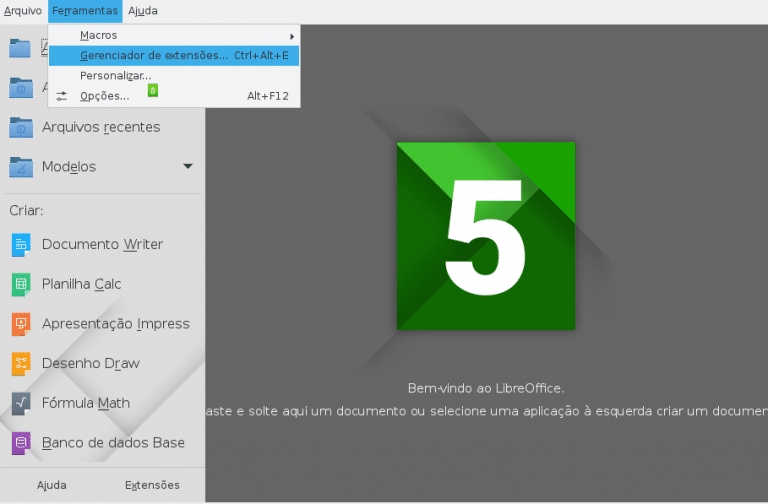 Arquivo Ferramentas Ajuda
Macros
Gerenciador de extensões... Ctrl+Alt+E
Personalizar...
Opções... Alt+F12
A
A
Arquivos recentes
Modelos
Criar:
Documento Writer
Planilha Calc
Apresentação Impress
Desenho Draw
Fórmula Math
Banco de dados Base
Ajuda Extensões
5
Bem-vindo ao LibreOffice.
aste e solte aqui um documento ou selecione uma aplicação à esquerda criar um documen